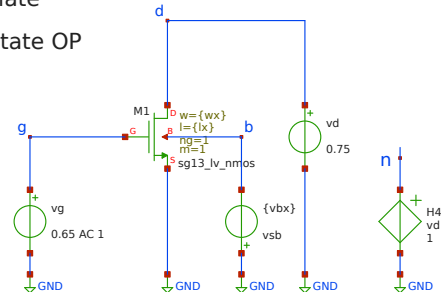 tate OP
d
M1
D
w={wx}
l={lx}
G
B
ng=1
m=1
S
sg13_lv_nmos
g
b
n
+
vd
0.75
+
vg
0.65 AC 1
{vbx}
vsb
+
+
H4
vd
1
GND
GND
GND
GND
GND